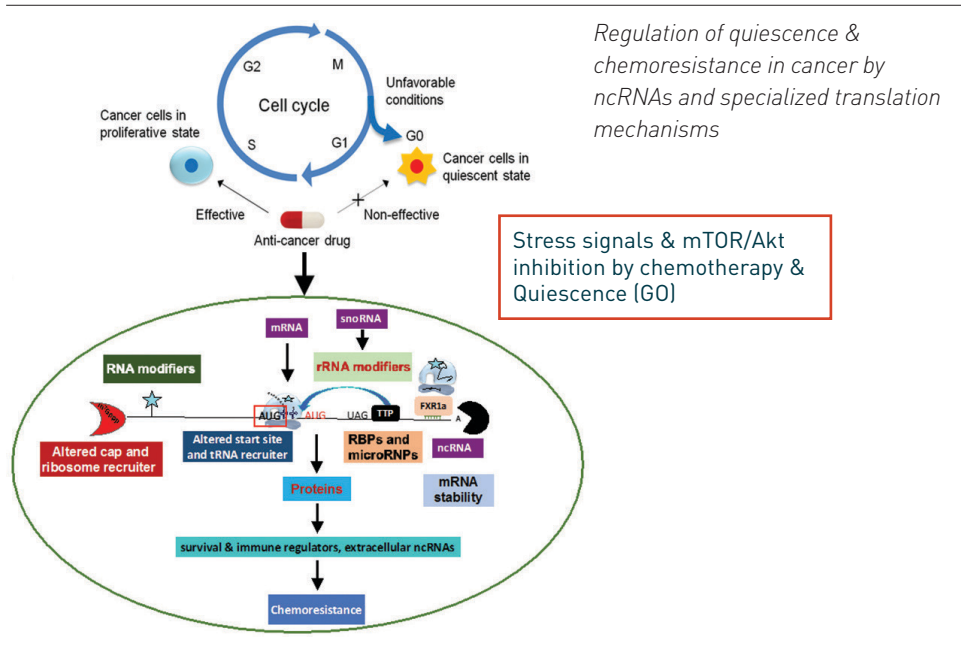 Regulation of quiescence &
chemoresistance in cancer by
ncRNAs and specialized translation
mechanisms
G2
M
Cell cycle
S
G1
Unfavorable
conditions
G0
Cancer cells in
proliferative state
Cancer cells in
quiescent state
Effective
Non-effective
Anti-cancer drug
Stress signals & mTOR/Akt
inhibition by chemotherapy &
Quiescence (GO)
mRNA
snoRNA
RNA modifiers
rRNA modifiers
AUG
AUG
UAG
TTP
FXR1a
A
Altered cap and
ribosome recruiter
Altered start site
and tRNA recruiter
RBPs and
microRNPs
ncRNA
mRNA
stability
Proteins
survival & immune regulators, extracellular ncRNAs
Chemoresistance